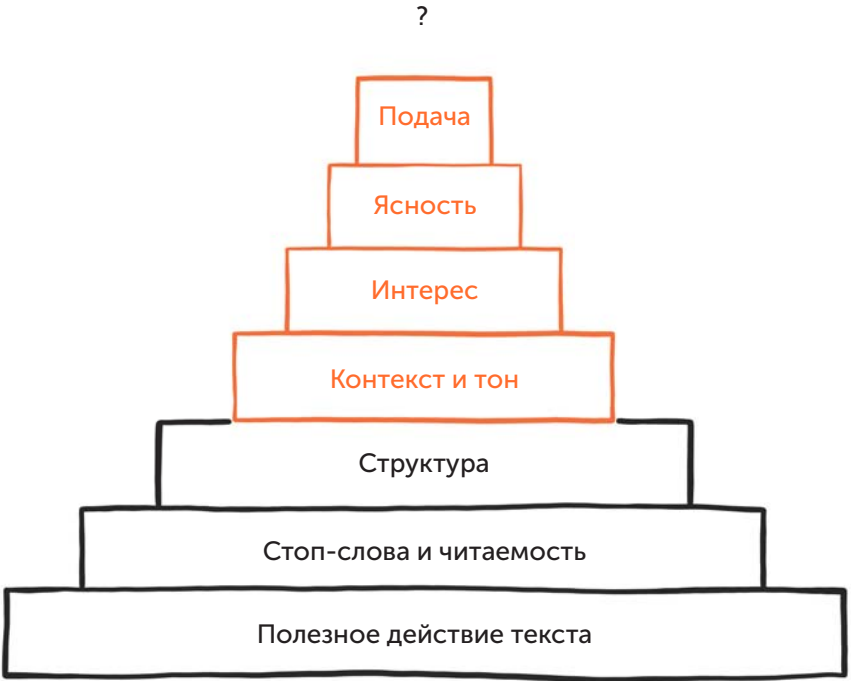 ?
Подача
Ясность
Интерес
Контекст и тон
Структура
Стоп-слова и читаемость
Полезное действие текста